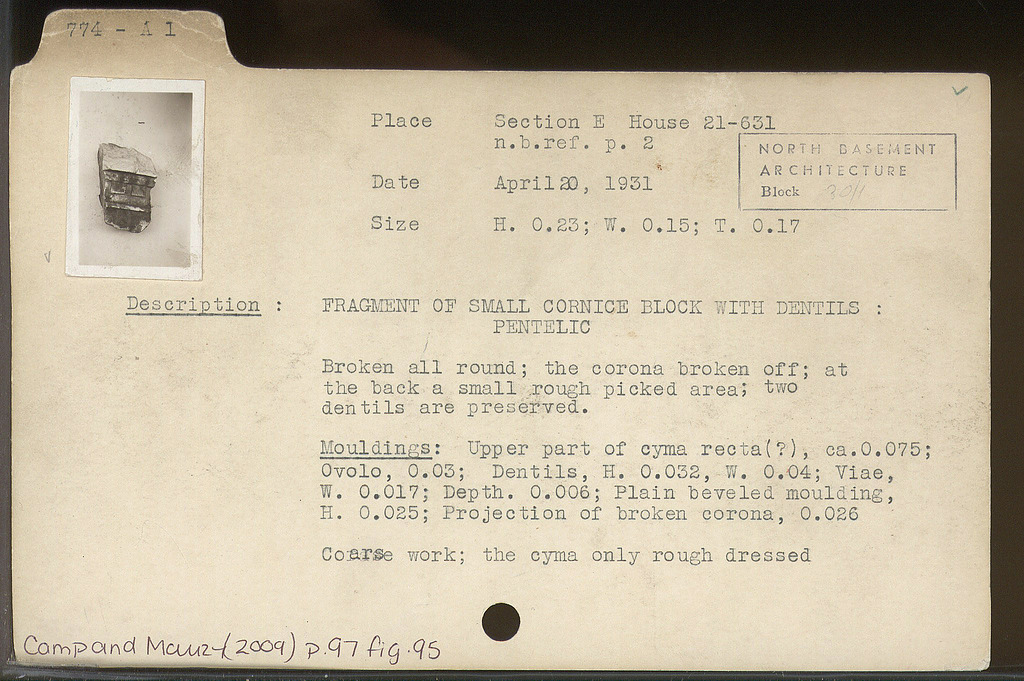 774 - A 1
Place Section E House 21-631
n.b.ref. p. 2
NORTH BASEMENT
ARCHITECTURE
Block 3011
Date April 20, 1931
Size H. 0.23; W. 0.15; T. 0.17
Description : FRAGMENT OF SMALL CORNICE BLOCK WITH DENTILS :
PENTELIC
Broken all round; the corona broken off; at
the back a small rough picked area; two
dentils are preserved.
Mouldings: Upper part of cyma recta(?), ca.0.075;
Ovolo, 0.03; Dentils, H. 0.032, W. 0.04; Viae,
W. 0.017; Depth. 0.006; Plain beveled moulding,
H. 0.025; Projection of broken corona, 0.026
Coarse work; the cyma only rough dressed
Camp and Mauz (2009) p.97 fig.95